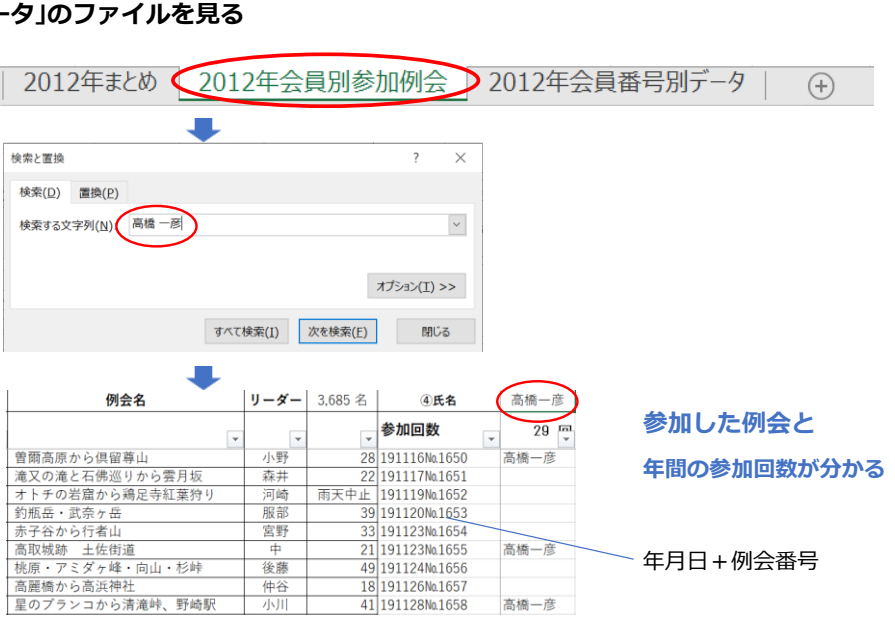 ータ」のファイルを見る
2012年まとめ 2012年会員別参加例会 2012年会員番号別データ
検索と置換 ? ×
検索(D) 置換(P)
検索する文字列(N): 高橋 一彦
オプション(I) >>
すべて検索(I) 次を検索(F) 閉じる
例会名 リーダー 3,685 名 ④氏名 高橋一彦
参加回数 29 回
曽爾高原から倶留尊山 小野 28 191116№1650 高橋一彦
滝又の滝と石佛巡りから雲月坂 森井 22 191117№1651
オトチの岩窟から鶏足寺紅葉狩り 河崎 雨天中止 191119№1652
釣瓶岳・武奈ヶ岳 服部 39 191120№1653
赤子谷から行者山 宮野 33 191123№1654
高取城跡 土佐街道 中 21 191123№1655 高橋一彦
桃原・アミダヶ峰・向山・杉峠 後藤 49 191124№1656
高麗橋から高浜神社 仲谷 18 191126№1657
星のブランコから清滝峠、野崎駅 小川 41 191128№1658 高橋一彦
参加した例会と
年間の参加回数が分かる
年月日＋例会番号